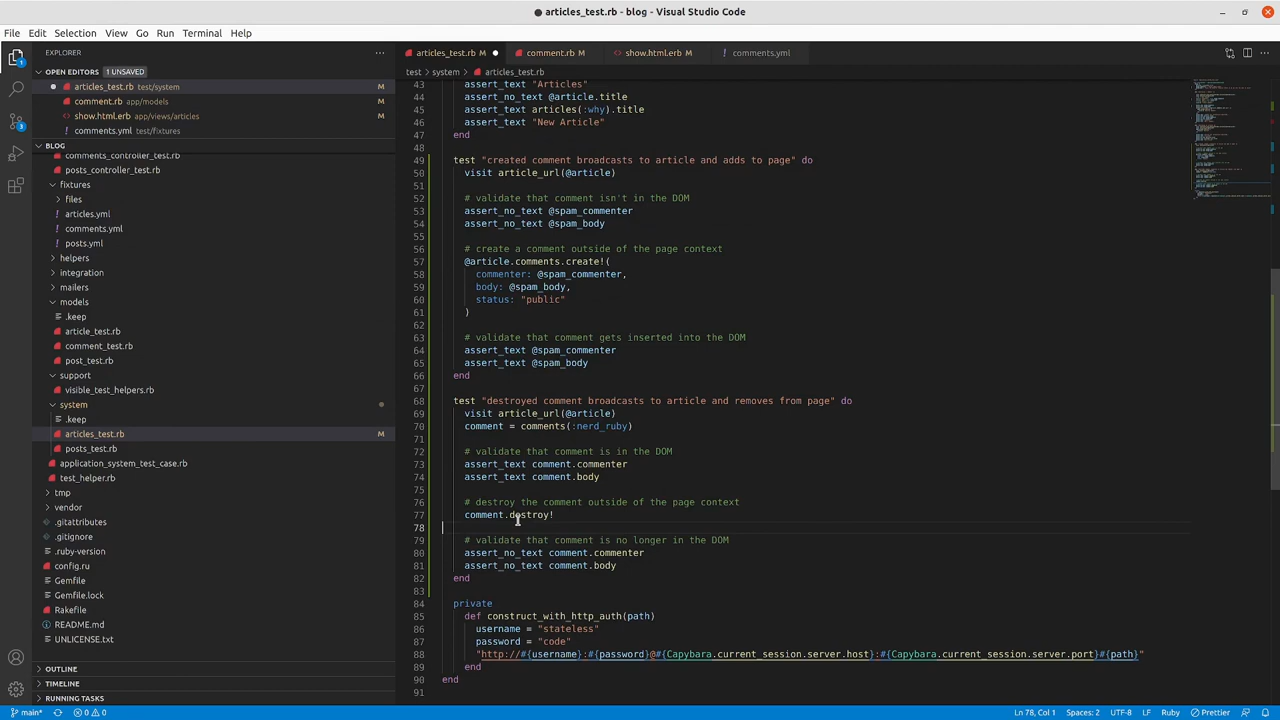 ● articles_test.rb - blog - Visual Studio Code
File Edit Selection View Go Run Terminal Help
EXPLORER
OPEN EDITORS 1 UNSAVED
articles_test.rb test/system M
comment.rb app/models M
show.html.erb app/views/articles M
comments.yml test/fixtures
BLOG
comments_controller_test.rb
posts_controller_test.rb
fixtures
files
articles.yml
comments.yml
posts.yml
helpers
integration
mailers
models
.keep
article_test.rb
comment_test.rb
post_test.rb
support
visible_test_helpers.rb
system
.keep
articles_test.rb M
posts_test.rb
application_system_test_case.rb
test_helper.rb
tmp
vendor
.gitattributes
.gitignore
.ruby-version
config.ru
Gemfile
Gemfile.lock
Rakefile
README.md
UNLICENSE.txt
OUTLINE
TIMELINE
RUNNING TASKS
1
3
articles_test.rb M ● comment.rb M show.html.erb M comments.yml
test > system > articles_test.rb
43 assert_text "Articles"
44 assert_no_text @article.title
45 assert_text articles(:why).title
46 assert_text "New Article"
47 end
48
49 test "created comment broadcasts to article and adds to page" do
50 visit article_url(@article)
51
52 # validate that comment isn't in the DOM
53 assert_no_text @spam_commenter
54 assert_no_text @spam_body
55
56 # create a comment outside of the page context
57 @article.comments.create!(
58 commenter: @spam_commenter,
59 body: @spam_body,
60 status: "public"
61 )
62
63 # validate that comment gets inserted into the DOM
64 assert_text @spam_commenter
65 assert_text @spam_body
66 end
67
68 test "destroyed comment broadcasts to article and removes from page" do
69 visit article_url(@article)
70 comment = comments(:nerd_ruby)
71
72 # validate that comment is in the DOM
73 assert_text comment.commenter
74 assert_text comment.body
75
76 # destroy the comment outside of the page context
77 comment.destroy!
78
79 # validate that comment is no longer in the DOM
80 assert_no_text comment.commenter
81 assert_no_text comment.body
82 end
83
84 private
85 def construct_with_http_auth(path)
86 username = "stateless"
87 password = "code"
88 "http://#{username}:#{password}@#{Capybara.current_session.server.host}:#{Capybara.current_session.server.port}#{path}"
89 end
90 end
91
main* 0 0 Ln 78, Col 1 Spaces: 2 UTF-8 LF Ruby Prettier